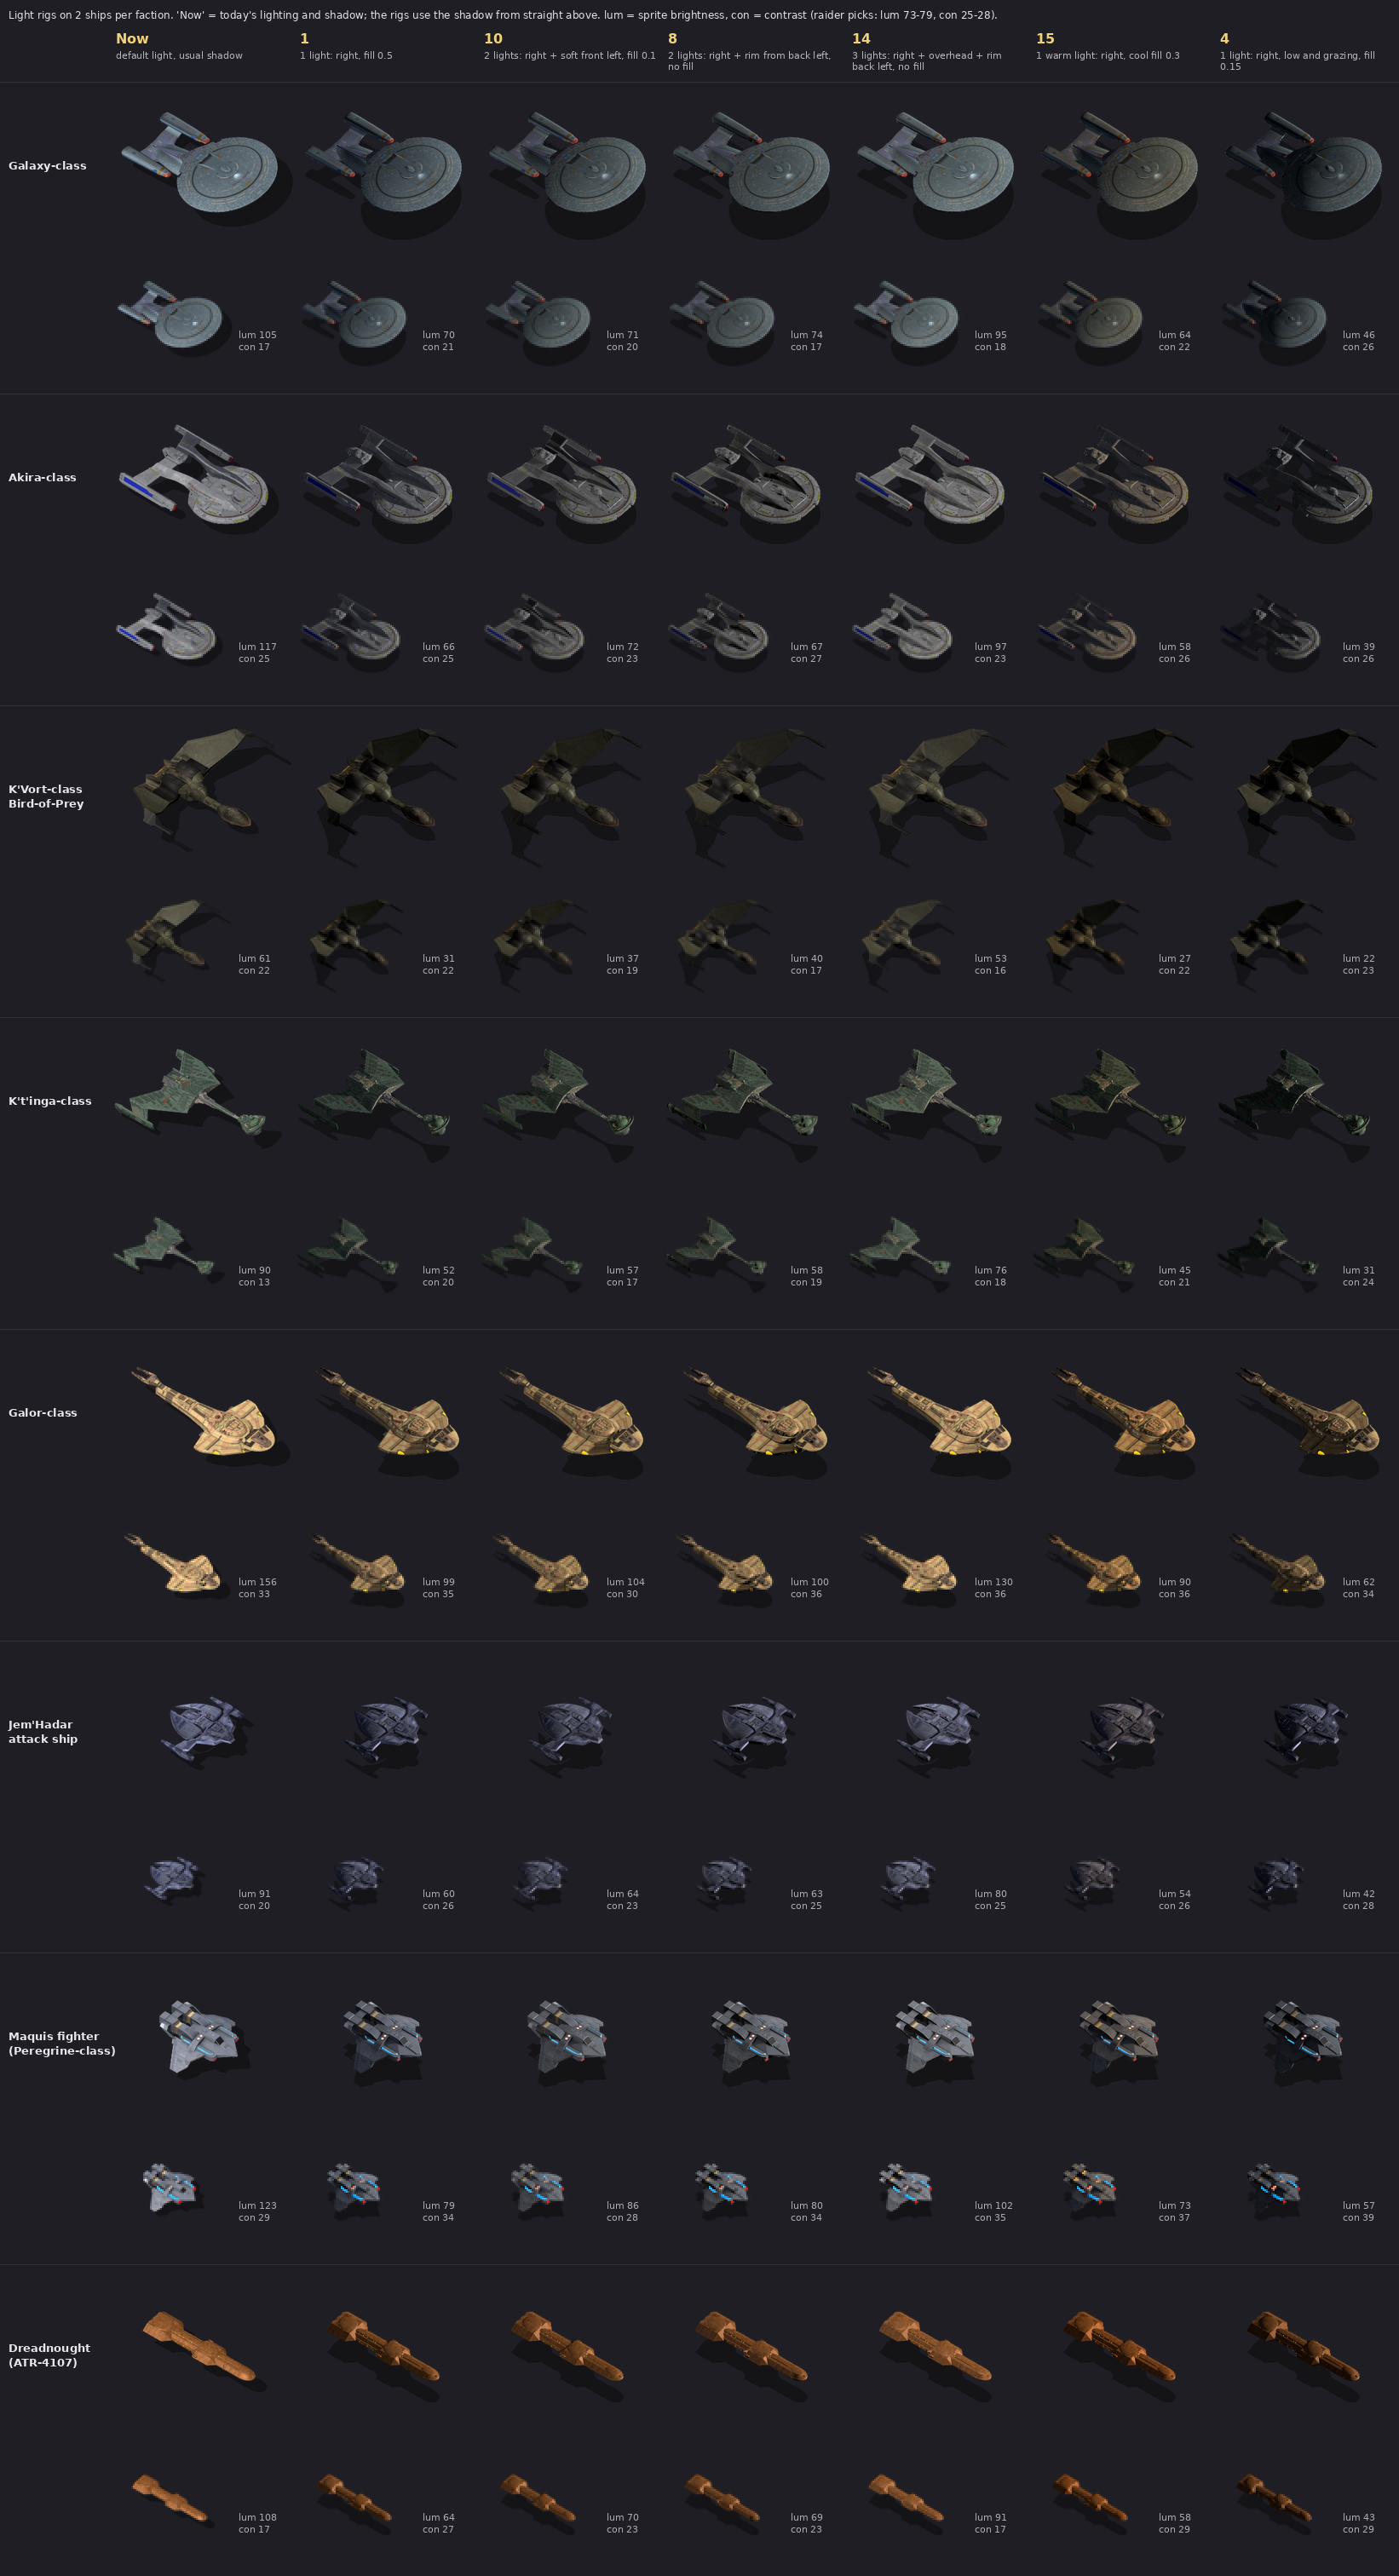 Light rigs on 2 ships per faction. 'Now' = today's lighting and shadow; the rigs use the shadow from straight above. lum = sprite brightness, con = contrast (raider picks: lum 73-79, con 25-28).
Now 1 10 8 14 15 4
default light, usual shadow 1 light: right, fill 0.5 2 lights: right + soft front left, fill 0.1 2 lights: right + rim from back left, 3 lights: right + overhead + rim 1 warm light: right, cool fill 0.3 1 light: right, low and grazing, fill
no fill back left, no fill 0.15
Galaxy-class
lum 105 lum 70 lum 71 lum 74 lum 95 lum 64 lum 46
con 17 con 21 con 20 con 17 con 18 con 22 con 26
Akira-class
lum 117 lum 66 lum 72 lum 67 lum 97 lum 58 lum 39
con 25 con 25 con 23 con 27 con 23 con 26 con 26
K'Vort-class
Bird-of-Prey
lum 61 lum 31 lum 37 lum 40 lum 53 lum 27 lum 22
con 22 con 22 con 19 con 17 con 16 con 22 con 23
K't'inga-class
lum 90 lum 52 lum 57 lum 58 lum 76 lum 45 lum 31
con 13 con 20 con 17 con 19 con 18 con 21 con 24
Galor-class
lum 156 lum 99 lum 104 lum 100 lum 130 lum 90 lum 62
con 33 con 35 con 30 con 36 con 36 con 36 con 34
Jem'Hadar
attack ship
lum 91 lum 60 lum 64 lum 63 lum 80 lum 54 lum 42
con 20 con 26 con 23 con 25 con 25 con 26 con 28
Maquis fighter
(Peregrine-class)
lum 123 lum 79 lum 86 lum 80 lum 102 lum 73 lum 57
con 29 con 34 con 28 con 34 con 35 con 37 con 39
Dreadnought
(ATR-4107)
lum 108 lum 64 lum 70 lum 69 lum 91 lum 58 lum 43
con 17 con 27 con 23 con 23 con 17 con 29 con 29